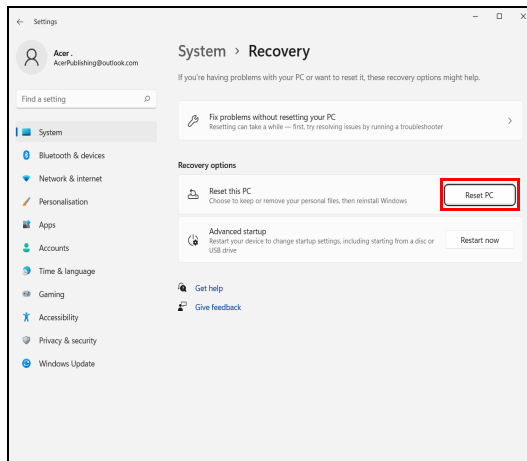 Settings
Acer .
AcerPublishing@outlook.com
Find a setting
System
Bluetooth & devices
Network & internet
Personalisation
Apps
Accounts
Time & language
Gaming
Accessibility
Privacy & security
Windows Update
System > Recovery
If you're having problems with your PC or want to reset it, these recovery options might help.
Fix problems without resetting your PC
Resetting can take a while — first, try resolving issues by running a troubleshooter
Recovery options
Reset this PC
Choose to keep or remove your personal files, then reinstall Windows
Reset PC
Advanced startup
Restart your device to change startup settings, including starting from a disc or
USB drive
Restart now
Get help
Give feedback